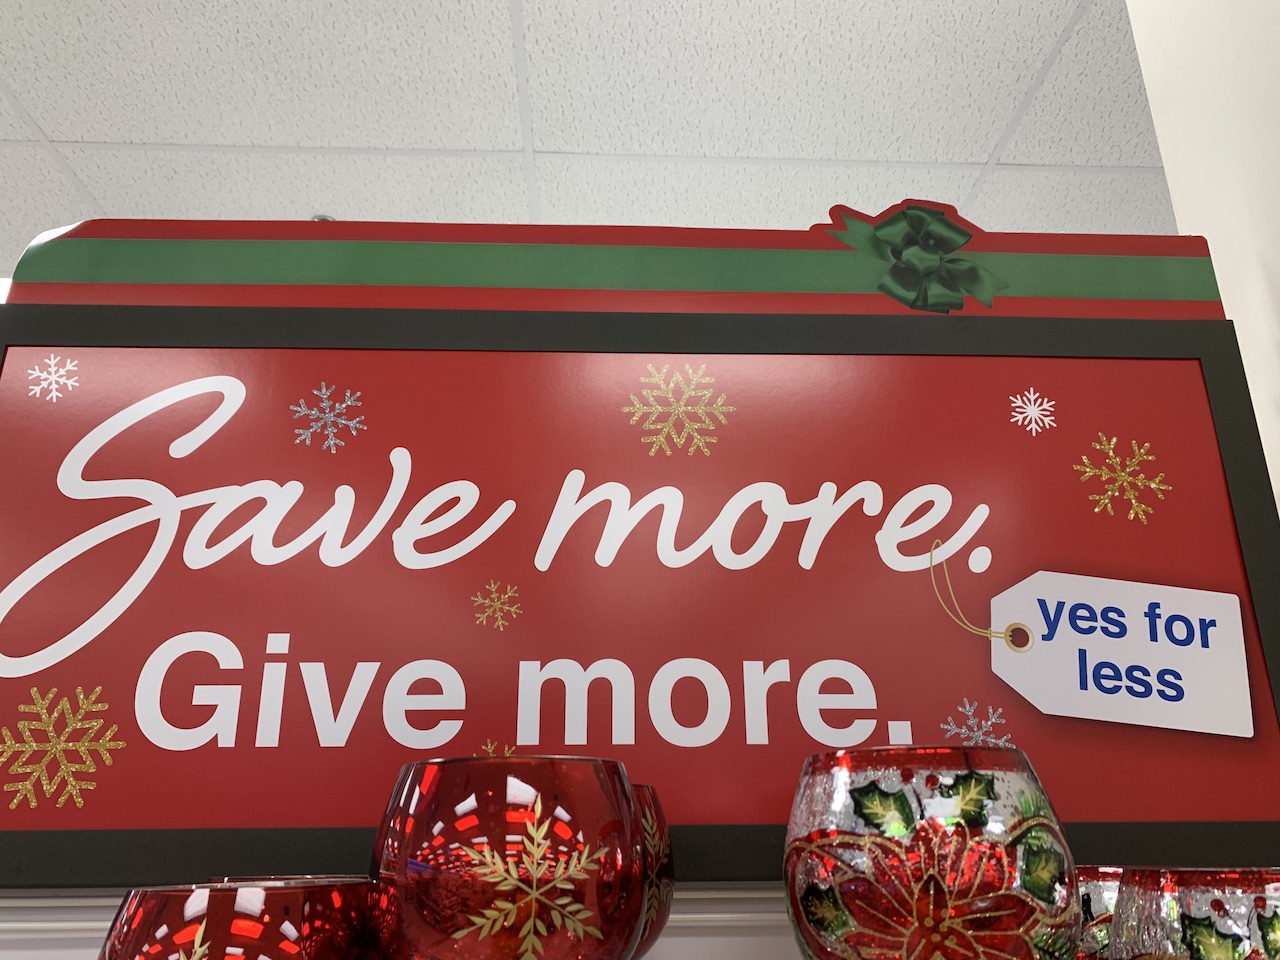 Save more.
Give more.
yes for
less